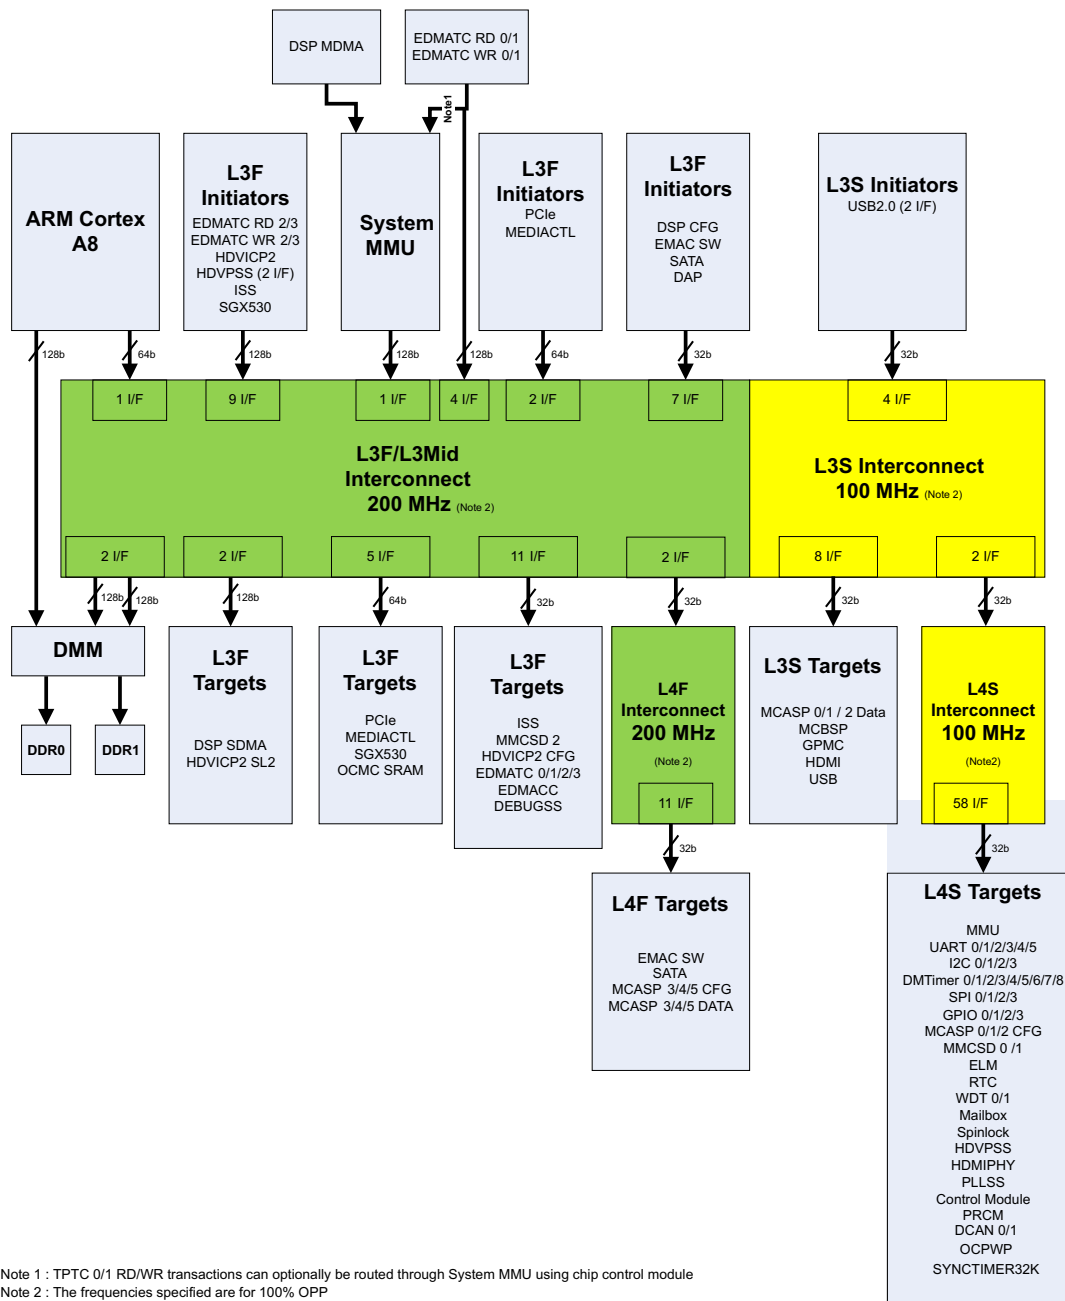 DSP MDMA
EDMATC RD 0/1
EDMATC WR 0/1
Note1
ARM Cortex
A8
L3F
Initiators
EDMATC RD 2/3
EDMATC WR 2/3
HDVICP2
HDVPSS (2 I/F)
ISS
SGX530
System
MMU
L3F
Initiators
PCIe
MEDIACTL
L3F
Initiators
DSP CFG
EMAC SW
SATA
DAP
L3S Initiators
USB2.0 (2 I/F)
128b
64b
128b
128b
128b
64b
32b
32b
1 I/F
9 I/F
1 I/F
4 I/F
2 I/F
7 I/F
4 I/F
L3F/L3Mid
Interconnect
200 MHz (Note 2)
L3S Interconnect
100 MHz (Note 2)
2 I/F
2 I/F
5 I/F
11 I/F
2 I/F
8 I/F
2 I/F
128b
128b
128b
64b
32b
32b
32b
32b
DMM
DDR0
DDR1
L3F
Targets
DSP SDMA
HDVICP2 SL2
L3F
Targets
PCIe
MEDIACTL
SGX530
OCMC SRAM
L3F
Targets
ISS
MMCSD 2
HDVICP2 CFG
EDMATC 0/1/2/3
EDMACC
DEBUGSS
L4F
Interconnect
200 MHz
(Note 2)
11 I/F
32b
L3S Targets
MCASP 0/1 / 2 Data
MCBSP
GPMC
HDMI
USB
L4S
Interconnect
100 MHz
(Note2)
58 I/F
32b
L4F Targets
EMAC SW
SATA
MCASP 3/4/5 CFG
MCASP 3/4/5 DATA
L4S Targets
MMU
UART 0/1/2/3/4/5
I2C 0/1/2/3
DMTimer 0/1/2/3/4/5/6/7/8
SPI 0/1/2/3
GPIO 0/1/2/3
MCASP 0/1/2 CFG
MMCSD 0 /1
ELM
RTC
WDT 0/1
Mailbox
Spinlock
HDVPSS
HDMIPHY
PLLSS
Control Module
PRCM
DCAN 0/1
OCPWP
SYNCTIMER32K
Note 1 : TPTC 0/1 RD/WR transactions can optionally be routed through System MMU using chip control module
Note 2 : The frequencies specified are for 100% OPP